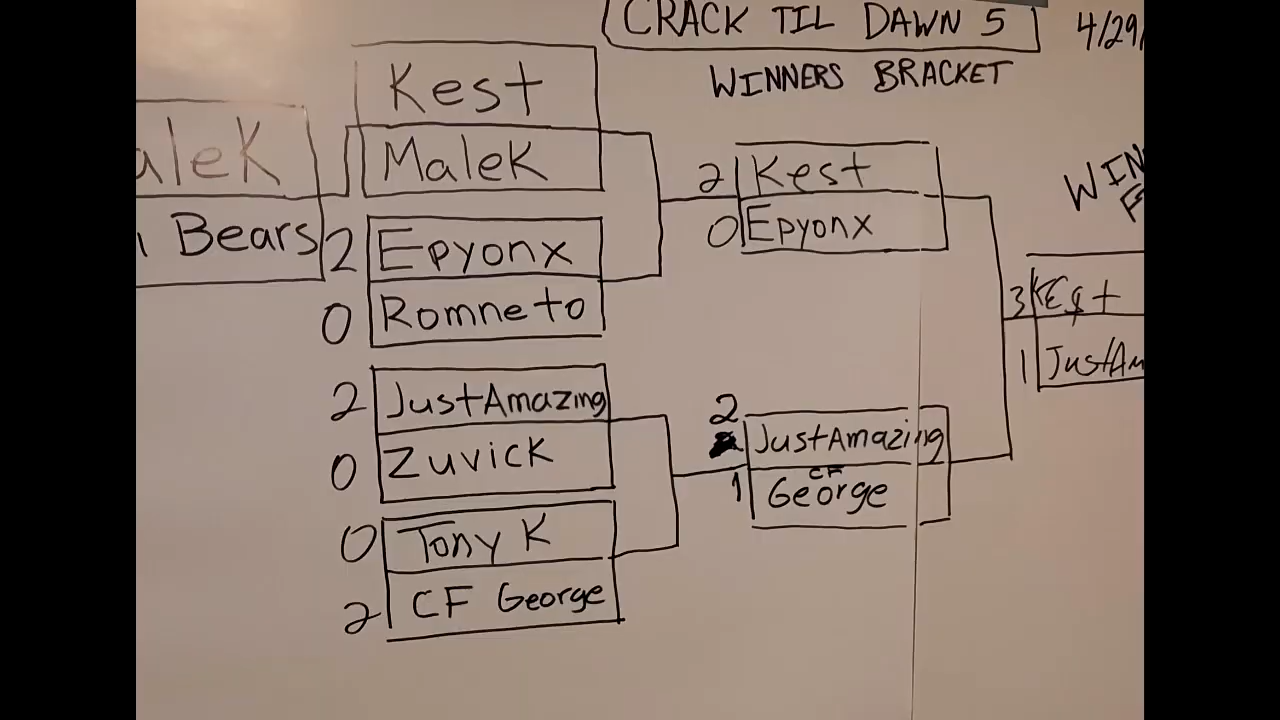 CRACK TIL DAWN 5
4/29/
WINNERS BRACKET
aleK
Bears
Kest
Malek
2 Epyonx
0 Romneto
2 JustAmazing
0 Zuvick
0 Tony K
2 CF George
2 Kest
0 Epyonx
2 JustAmazing
1 CF George
WIN
3 KEst
1 JustAm